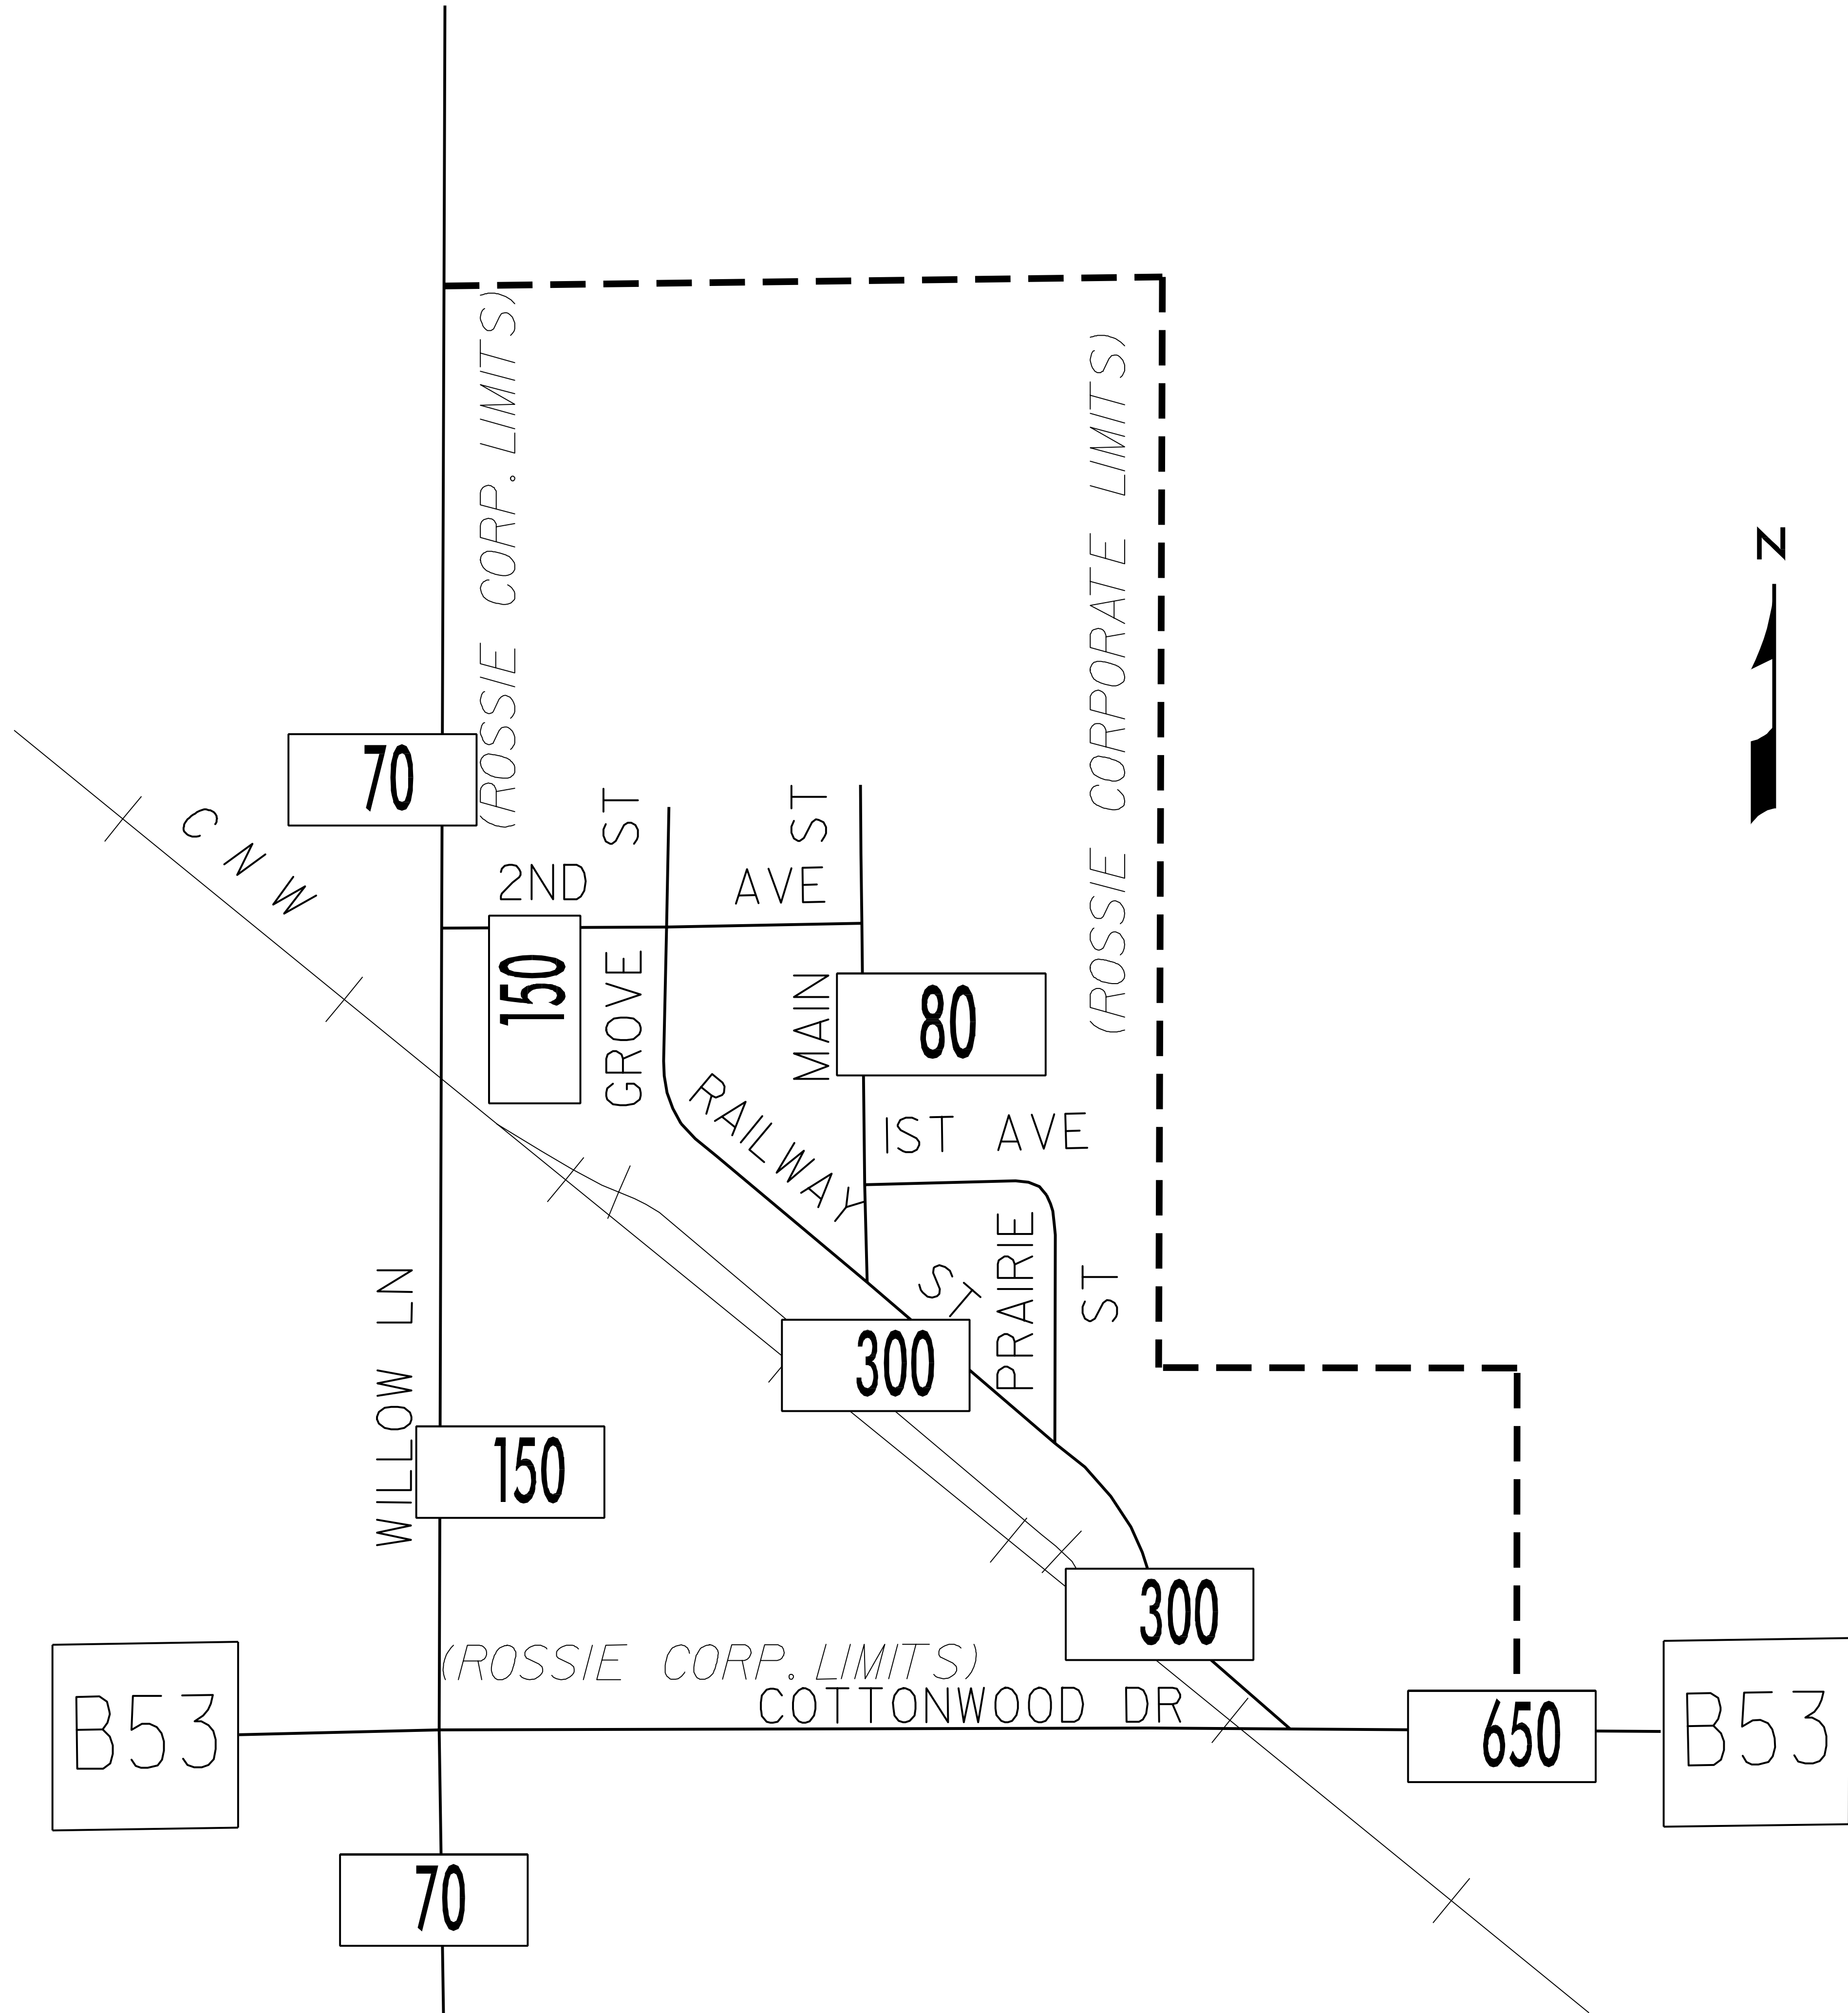 (ROSSIE CORP. LIMITS)
(ROSSIE CORPORATE LIMITS)
N
70
C N W
2ND AVE
GROVE ST
MAIN ST
150
80
RAILWAY ST
1ST AVE
PRAIRIE ST
300
WILLOW LN
150
300
(ROSSIE CORP. LIMITS)
COTTONWOOD DR
B53
650
B53
70